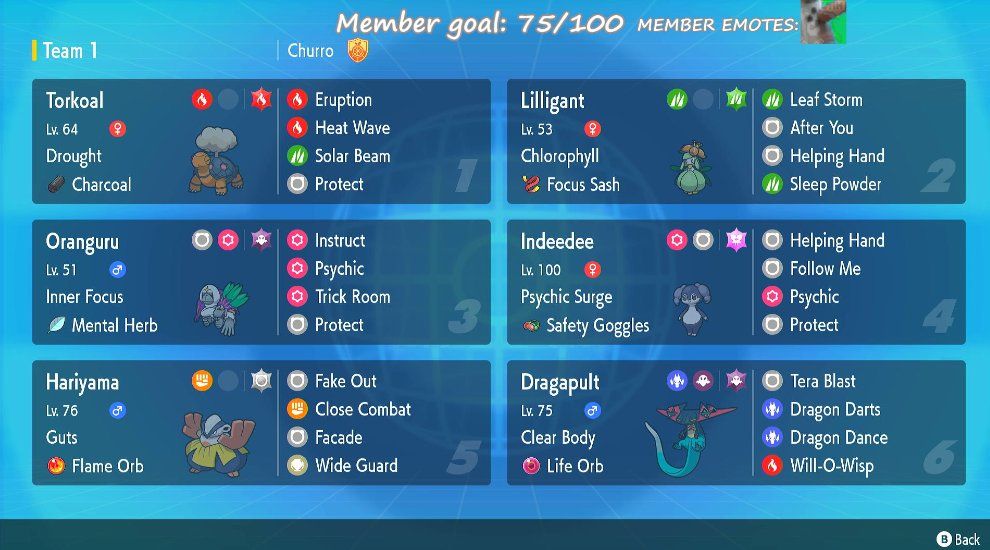 Member goal: 75/100 MEMBER EMOTES:
Team 1
Churro
Torkoal
Lv. 64
Drought
Charcoal
Eruption
Heat Wave
Solar Beam
Protect
1
Lilligant
Lv. 53
Chlorophyll
Focus Sash
Leaf Storm
After You
Helping Hand
Sleep Powder
2
Oranguru
Lv. 51
Inner Focus
Mental Herb
Instruct
Psychic
Trick Room
Protect
3
Indeedee
Lv. 100
Psychic Surge
Safety Goggles
Helping Hand
Follow Me
Psychic
Protect
4
Hariyama
Lv. 76
Guts
Flame Orb
Fake Out
Close Combat
Facade
Wide Guard
5
Dragapult
Lv. 75
Clear Body
Life Orb
Tera Blast
Dragon Darts
Dragon Dance
Will-O-Wisp
6
B Back